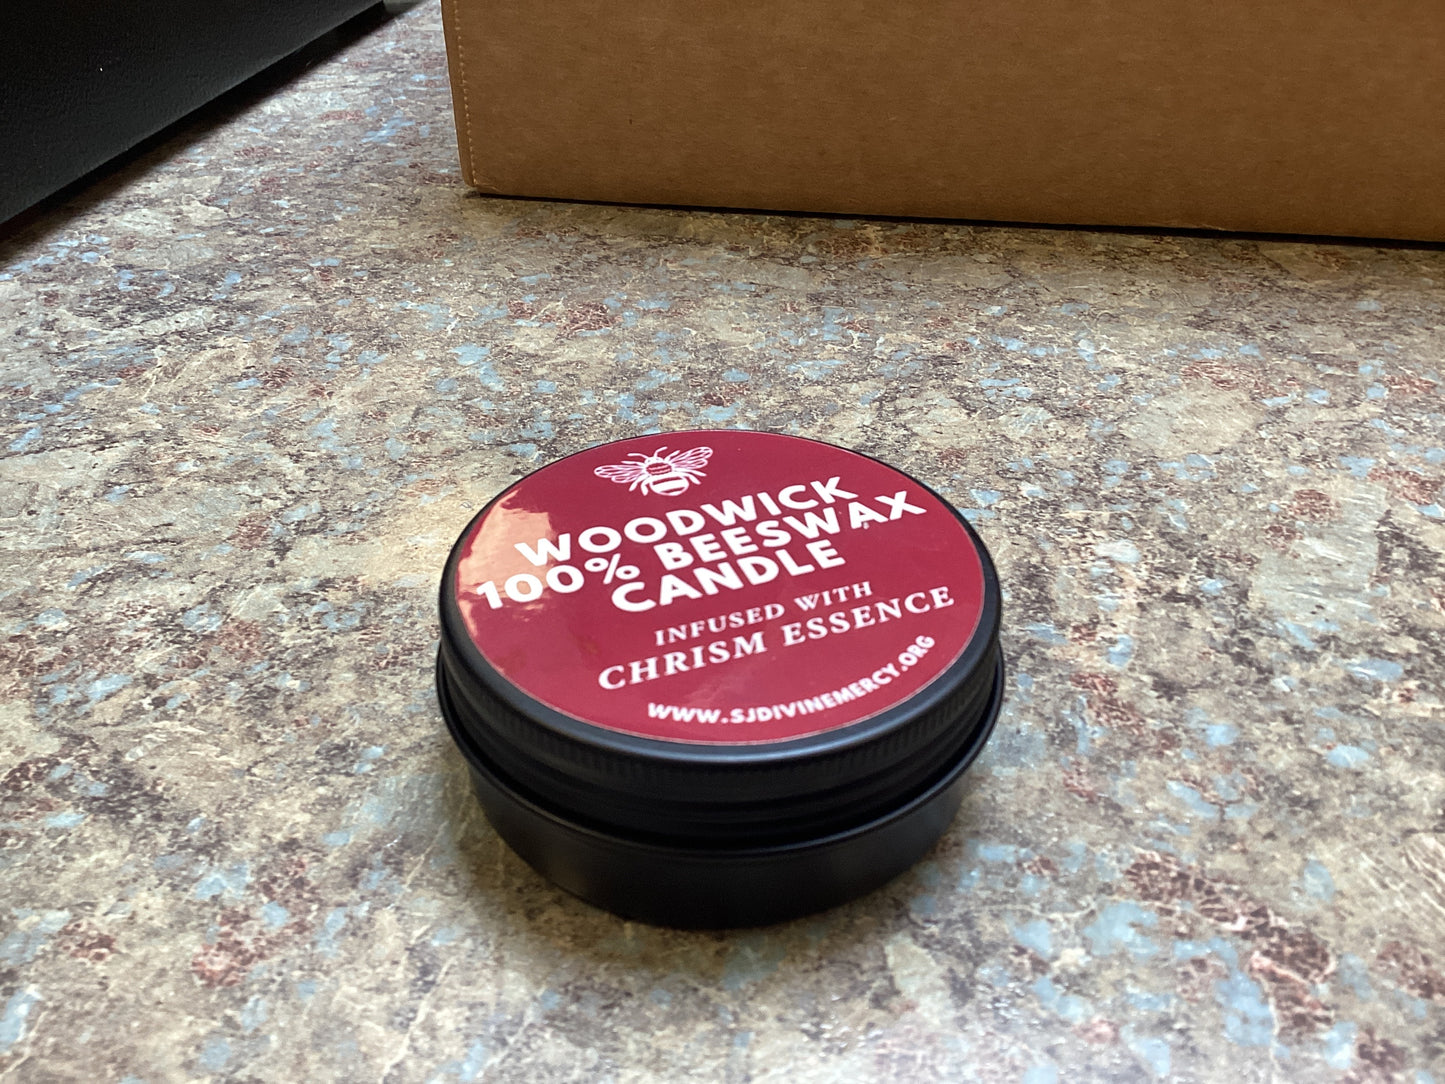 WOODWICK
100% BEESWAX
CANDLE
INFUSED WITH
CHRISM ESSENCE
WWW.SJDIVINEMERCY.ORG